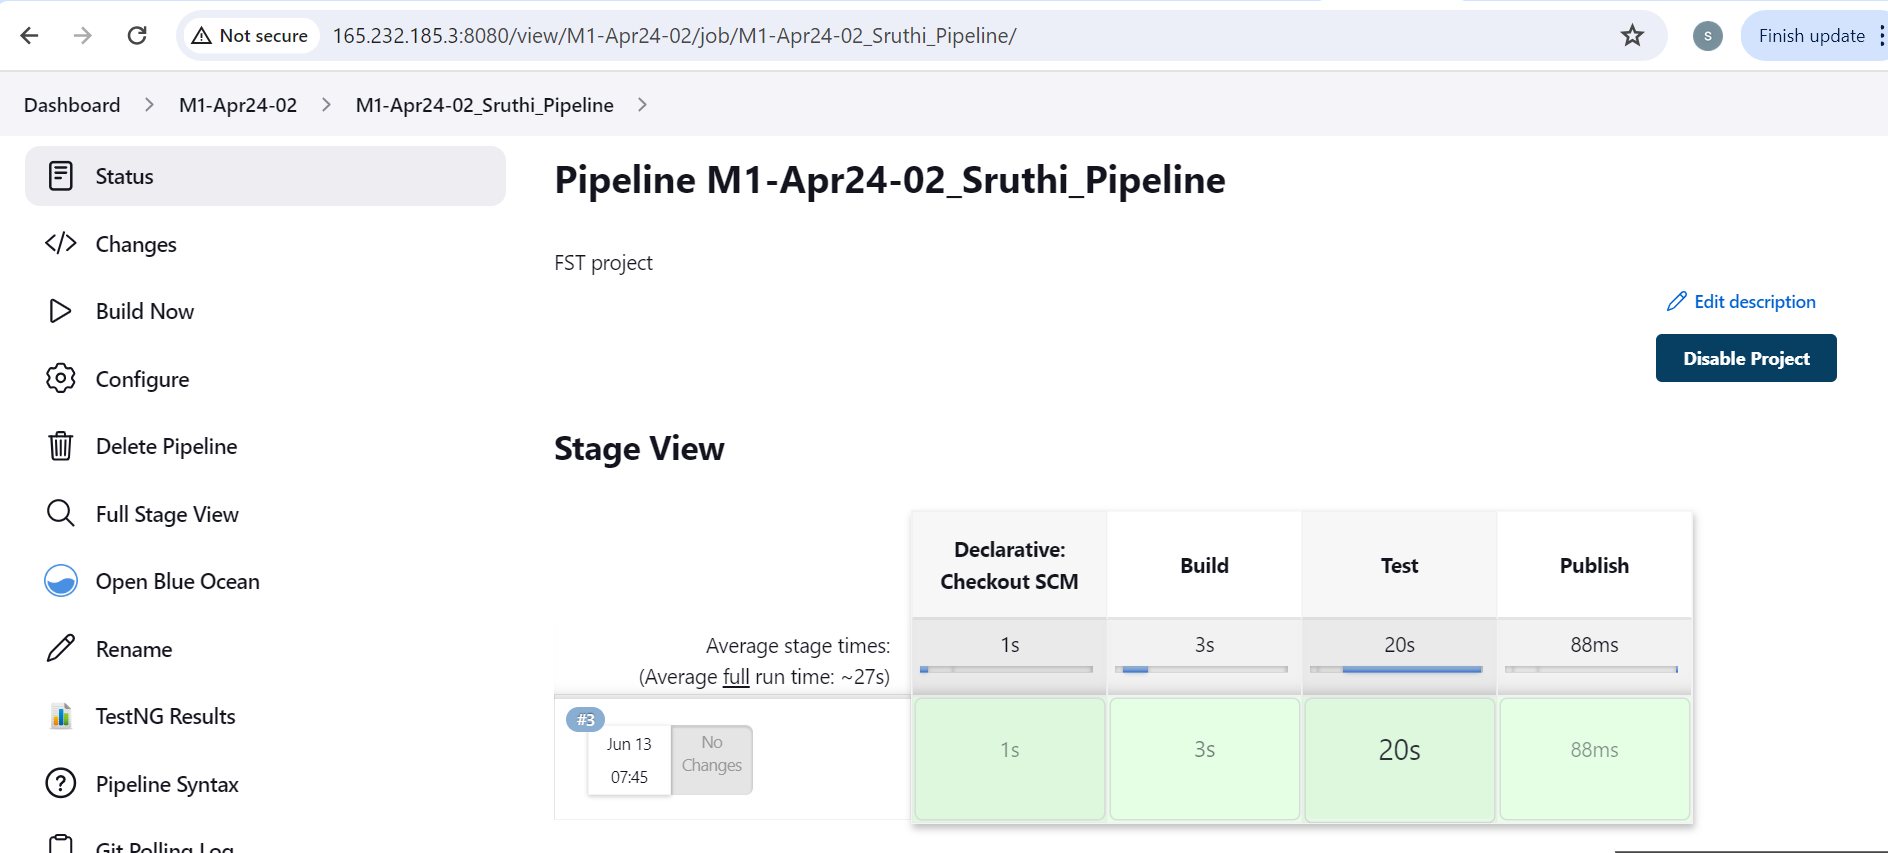 Not secure
165.232.185.3:8080/view/M1-Apr24-02/job/M1-Apr24-02_Sruthi_Pipeline/
s
Finish update
Dashboard
M1-Apr24-02
M1-Apr24-02_Sruthi_Pipeline
Status
Changes
Build Now
Configure
Delete Pipeline
Full Stage View
Open Blue Ocean
Rename
TestNG Results
Pipeline Syntax
Git Polling Log
Pipeline M1-Apr24-02_Sruthi_Pipeline
FST project
Edit description
Disable Project
Stage View
Declarative:
Checkout SCM
Build
Test
Publish
Average stage times:
(Average full run time: ~27s)
1s
3s
20s
88ms
#3
Jun 13
07:45
No
Changes
1s
3s
20s
88ms